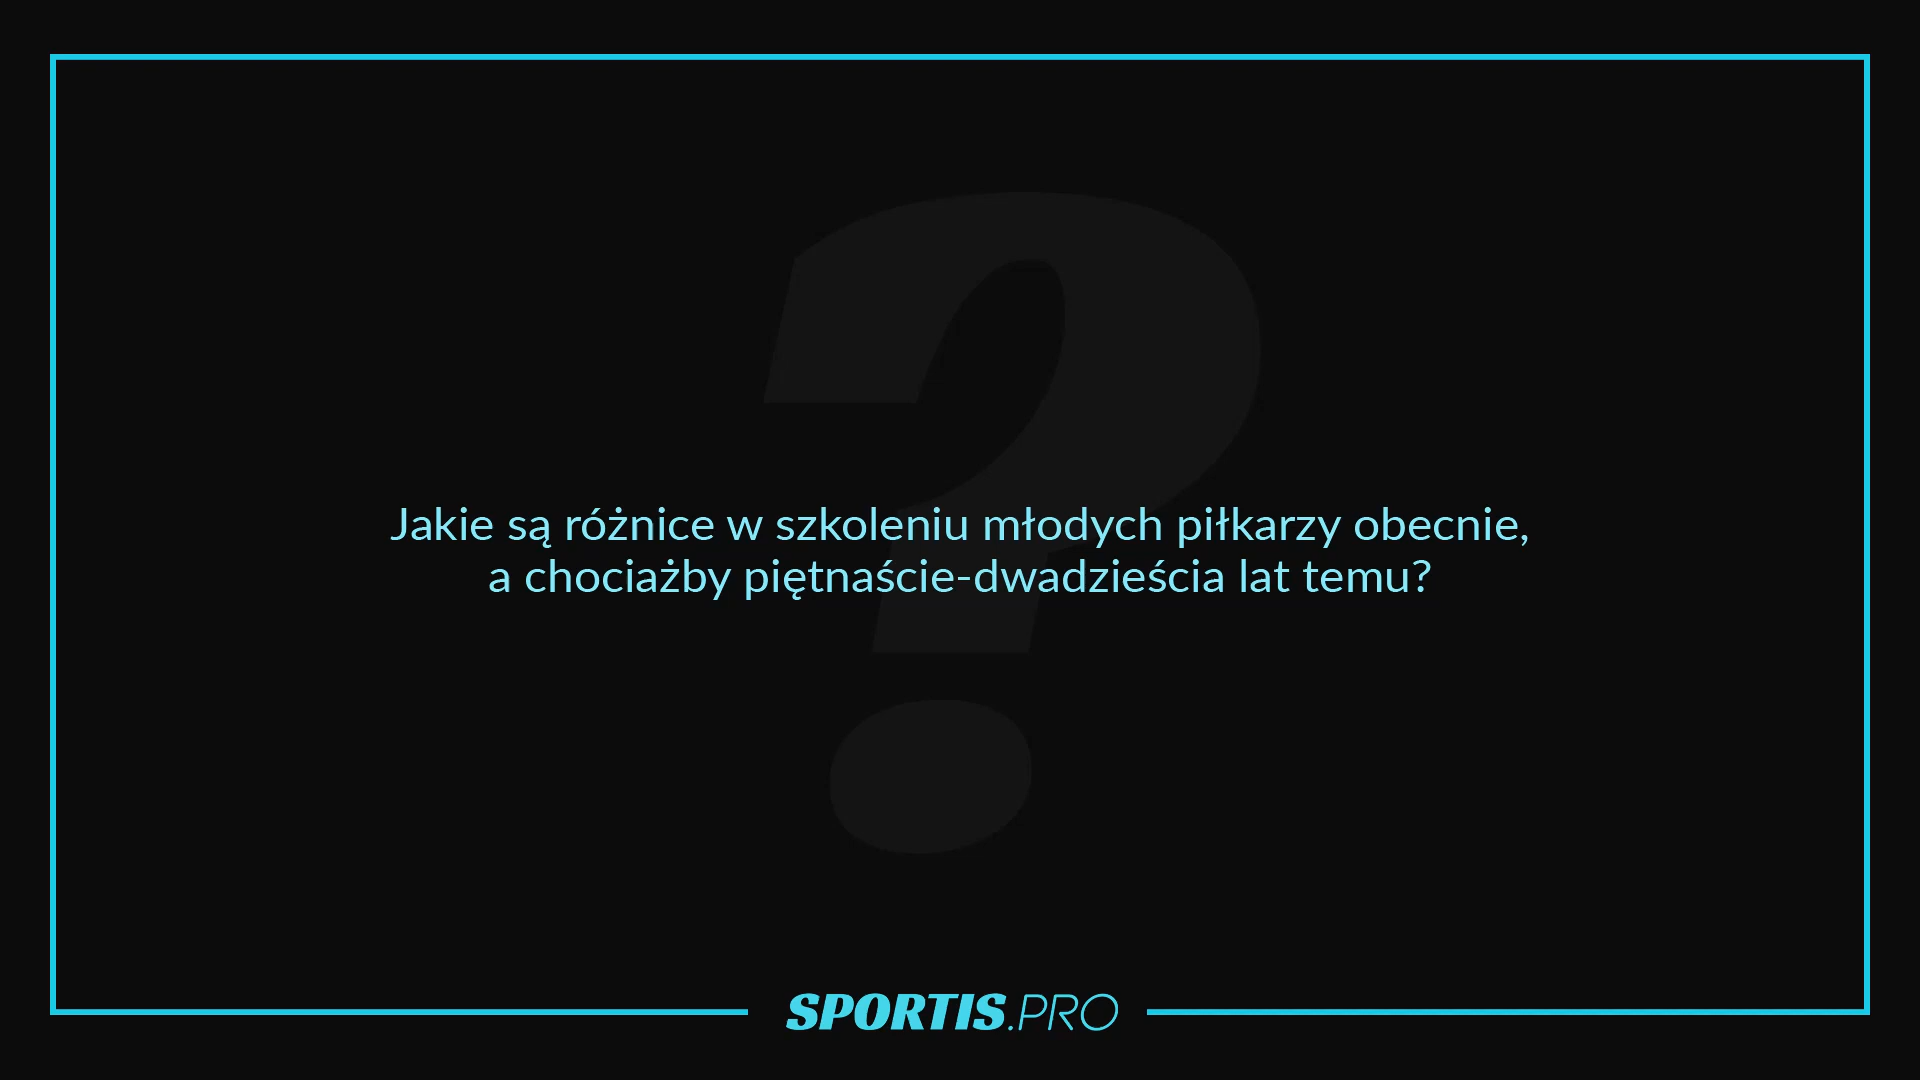 Jakie są różnice w szkoleniu młodych piłkarzy obecnie,
a chociażby piętnaście-dwadzieścia lat temu?
SPORTIS.PRO